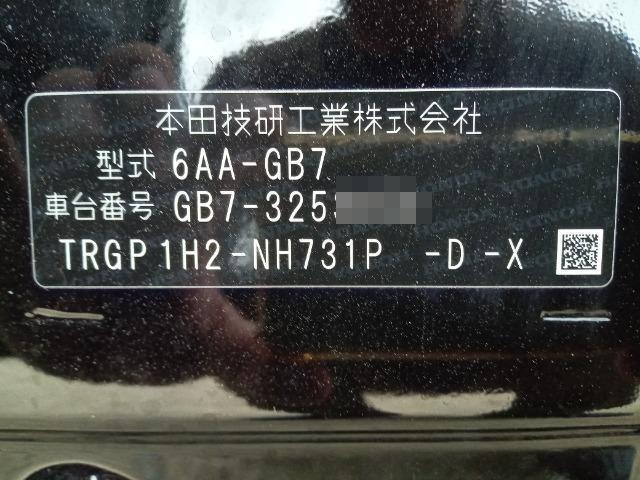 本田技研工業株式会社
型式 6AA-GB7
車台番号 GB7-325
TRGP1H2-NH731P -D -X